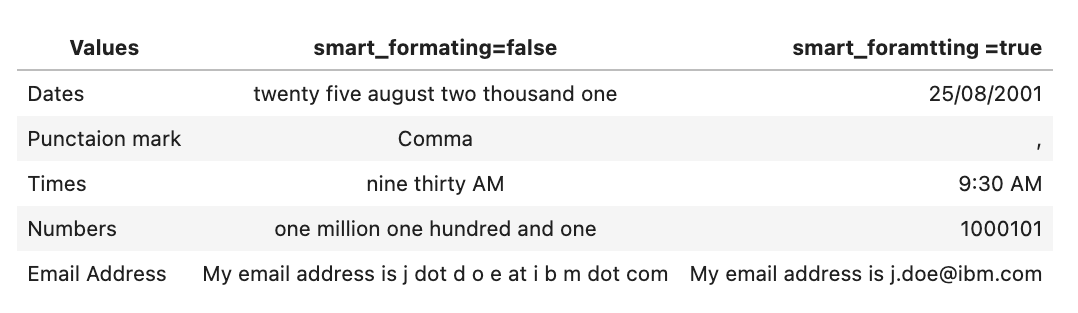 Values smart_formating=false smart_foramtting =true
Dates twenty five august two thousand one 25/08/2001
Punctaion mark Comma ,
Times nine thirty AM 9:30 AM
Numbers one million one hundred and one 1000101
Email Address My email address is j dot d o e at i b m dot com My email address is j.doe@ibm.com